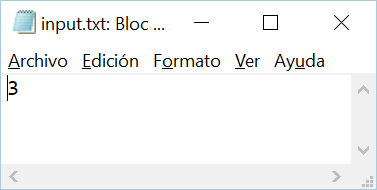 input.txt: Bloc ...
Archivo Edición Formato Ver Ayuda
3